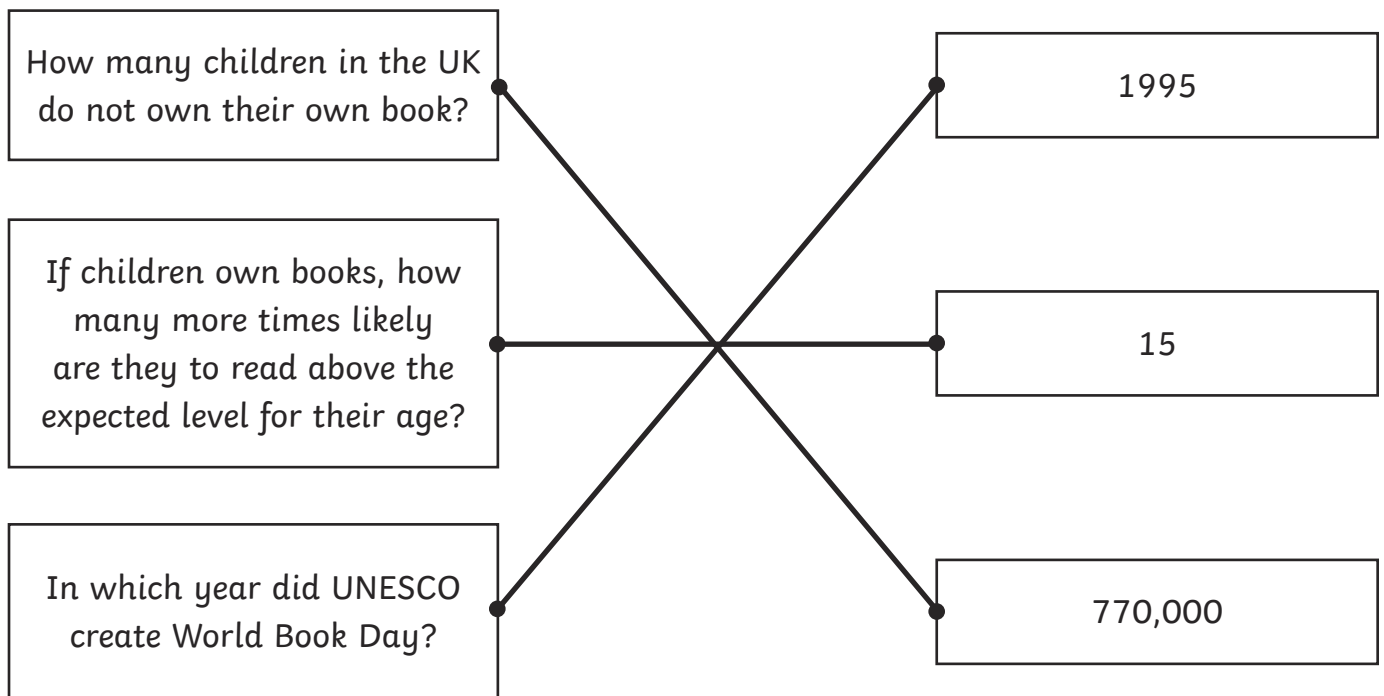 How many children in the UK
do not own their own book?
1995
If children own books, how
many more times likely
are they to read above the
expected level for their age?
15
In which year did UNESCO
create World Book Day?
770,000